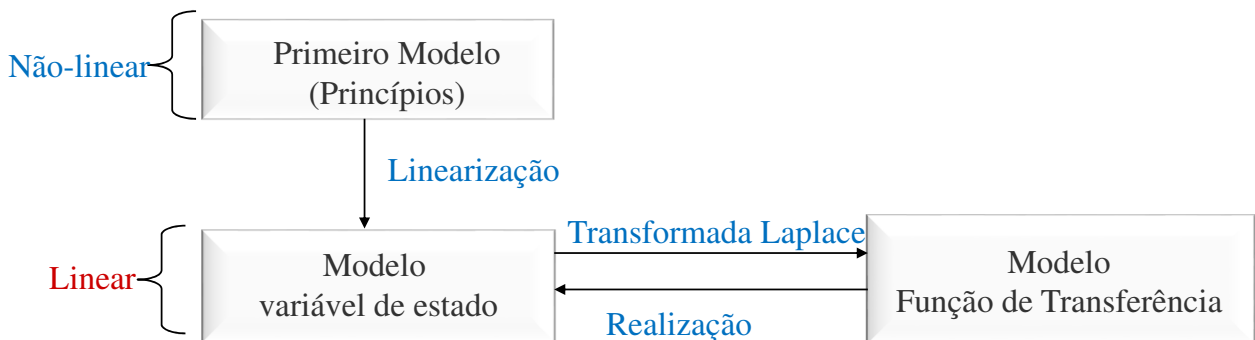 Não-linear
Primeiro Modelo
(Princípios)
Linearização
Linear
Modelo
variável de estado
Transformada Laplace
Realização
Modelo
Função de Transferência